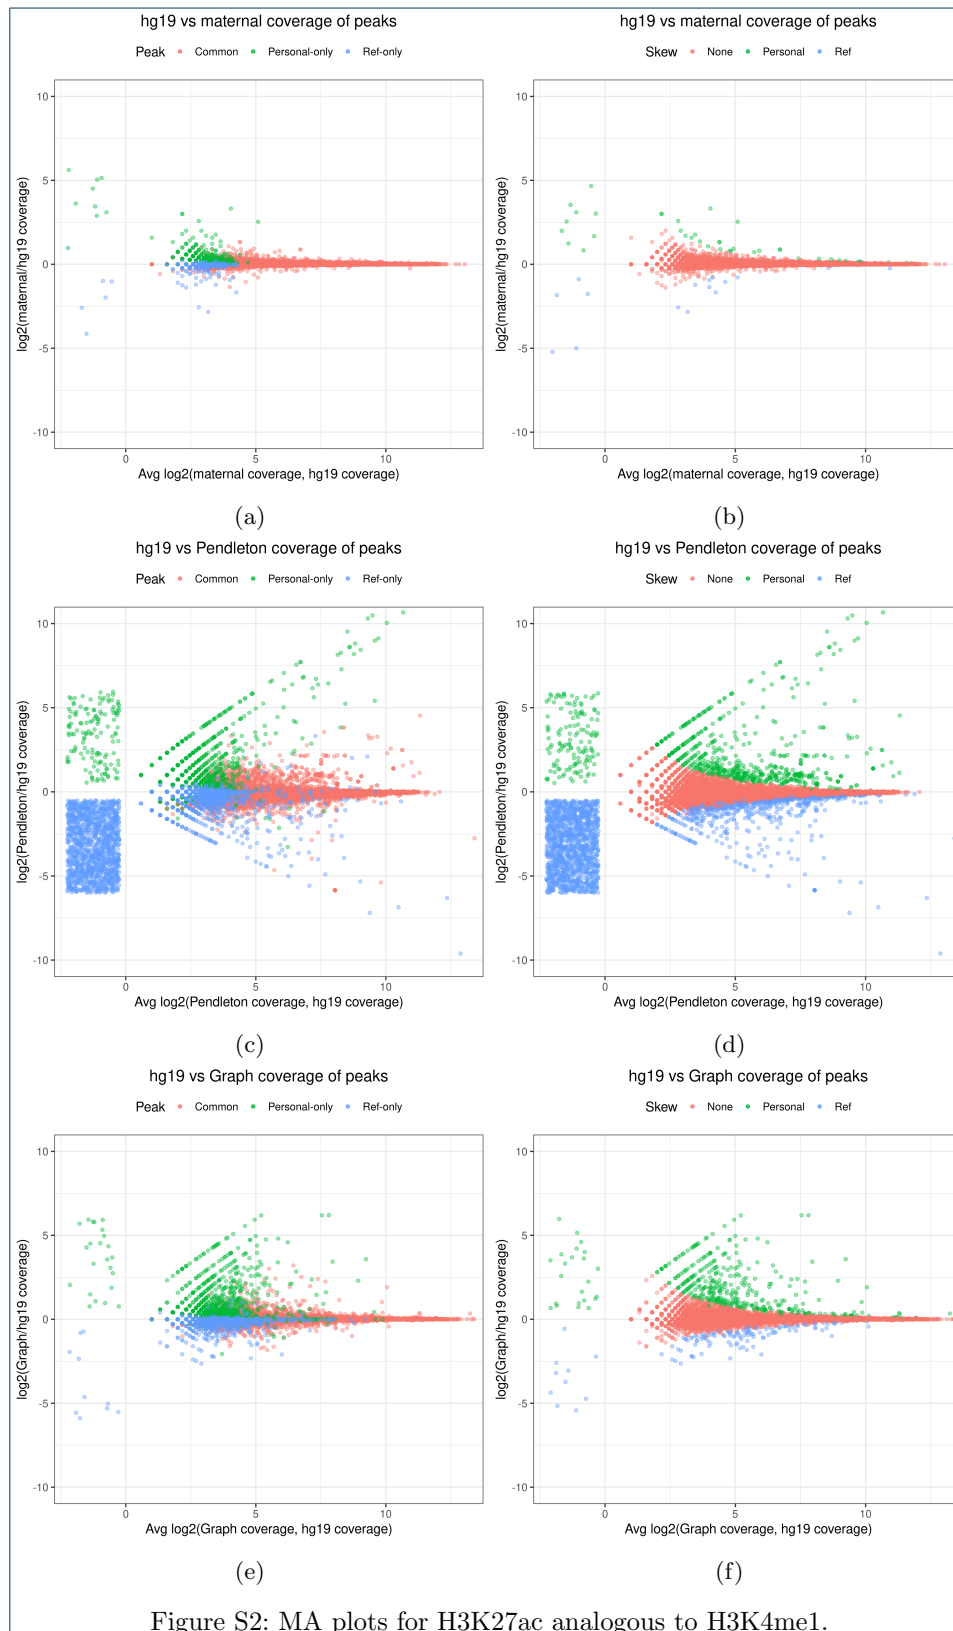 hg19 vs maternal coverage of peaks
Peak Common Personal-only Ref-only
log2(maternal/hg19 coverage)
10
5
0
-5
-10
0 5 10
Avg log2(maternal coverage, hg19 coverage)
(a)
hg19 vs maternal coverage of peaks
Skew None Personal Ref
log2(maternal/hg19 coverage)
10
5
0
-5
-10
0 5 10
Avg log2(maternal coverage, hg19 coverage)
(b)
hg19 vs Pendleton coverage of peaks
Peak Common Personal-only Ref-only
log2(Pendleton/hg19 coverage)
10
5
0
-5
-10
0 5 10
Avg log2(Pendleton coverage, hg19 coverage)
(c)
hg19 vs Pendleton coverage of peaks
Skew None Personal Ref
log2(Pendleton/hg19 coverage)
10
5
0
-5
-10
0 5 10
Avg log2(Pendleton coverage, hg19 coverage)
(d)
hg19 vs Graph coverage of peaks
Peak Common Personal-only Ref-only
log2(Graph/hg19 coverage)
10
5
0
-5
-10
0 5 10
Avg log2(Graph coverage, hg19 coverage)
(e)
hg19 vs Graph coverage of peaks
Skew None Personal Ref
log2(Graph/hg19 coverage)
10
5
0
-5
-10
0 5 10
Avg log2(Graph coverage, hg19 coverage)
(f)
Figure S2: MA plots for H3K27ac analogous to H3K4me1.